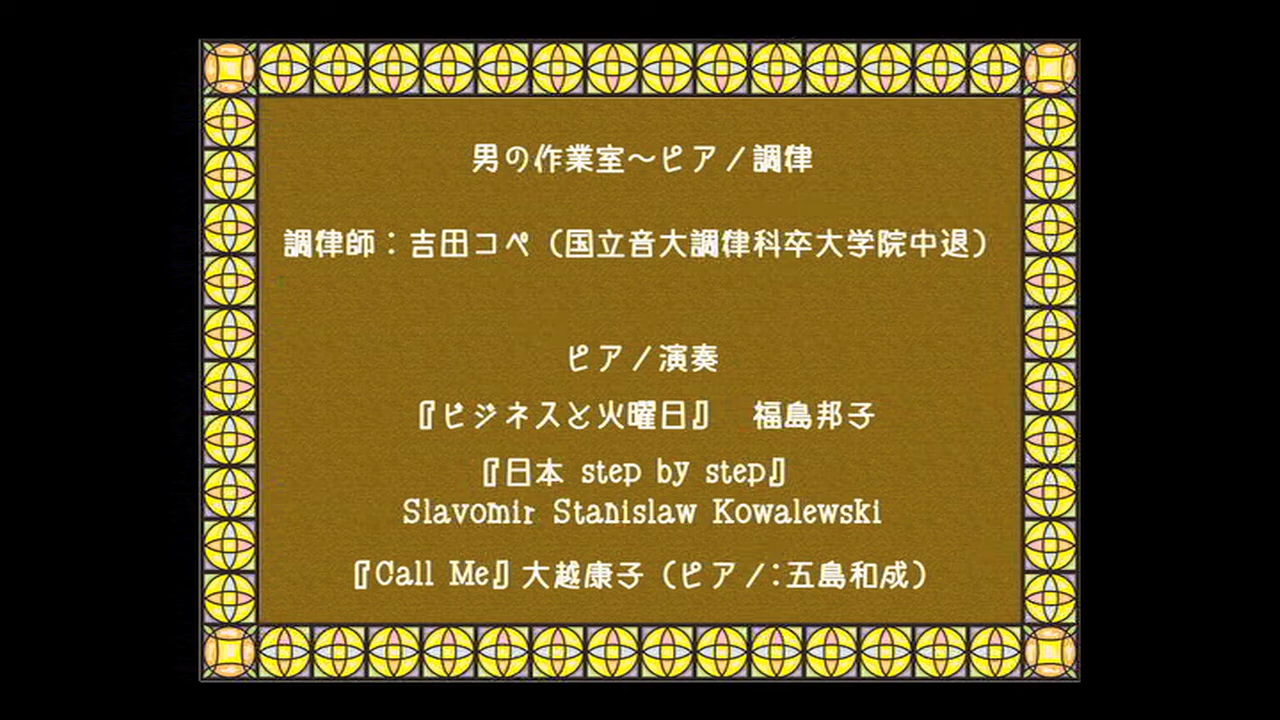 男の作業室〜ピアノ調律
調律師：吉田コペ（国立音大調律科卒大学院中退）
ピアノ演奏
『ビジネスと火曜日』　福島邦子
『日本 step by step』
Slavomir Stanislaw Kowalewski
『Call Me』大越康子（ピアノ：五島和成）